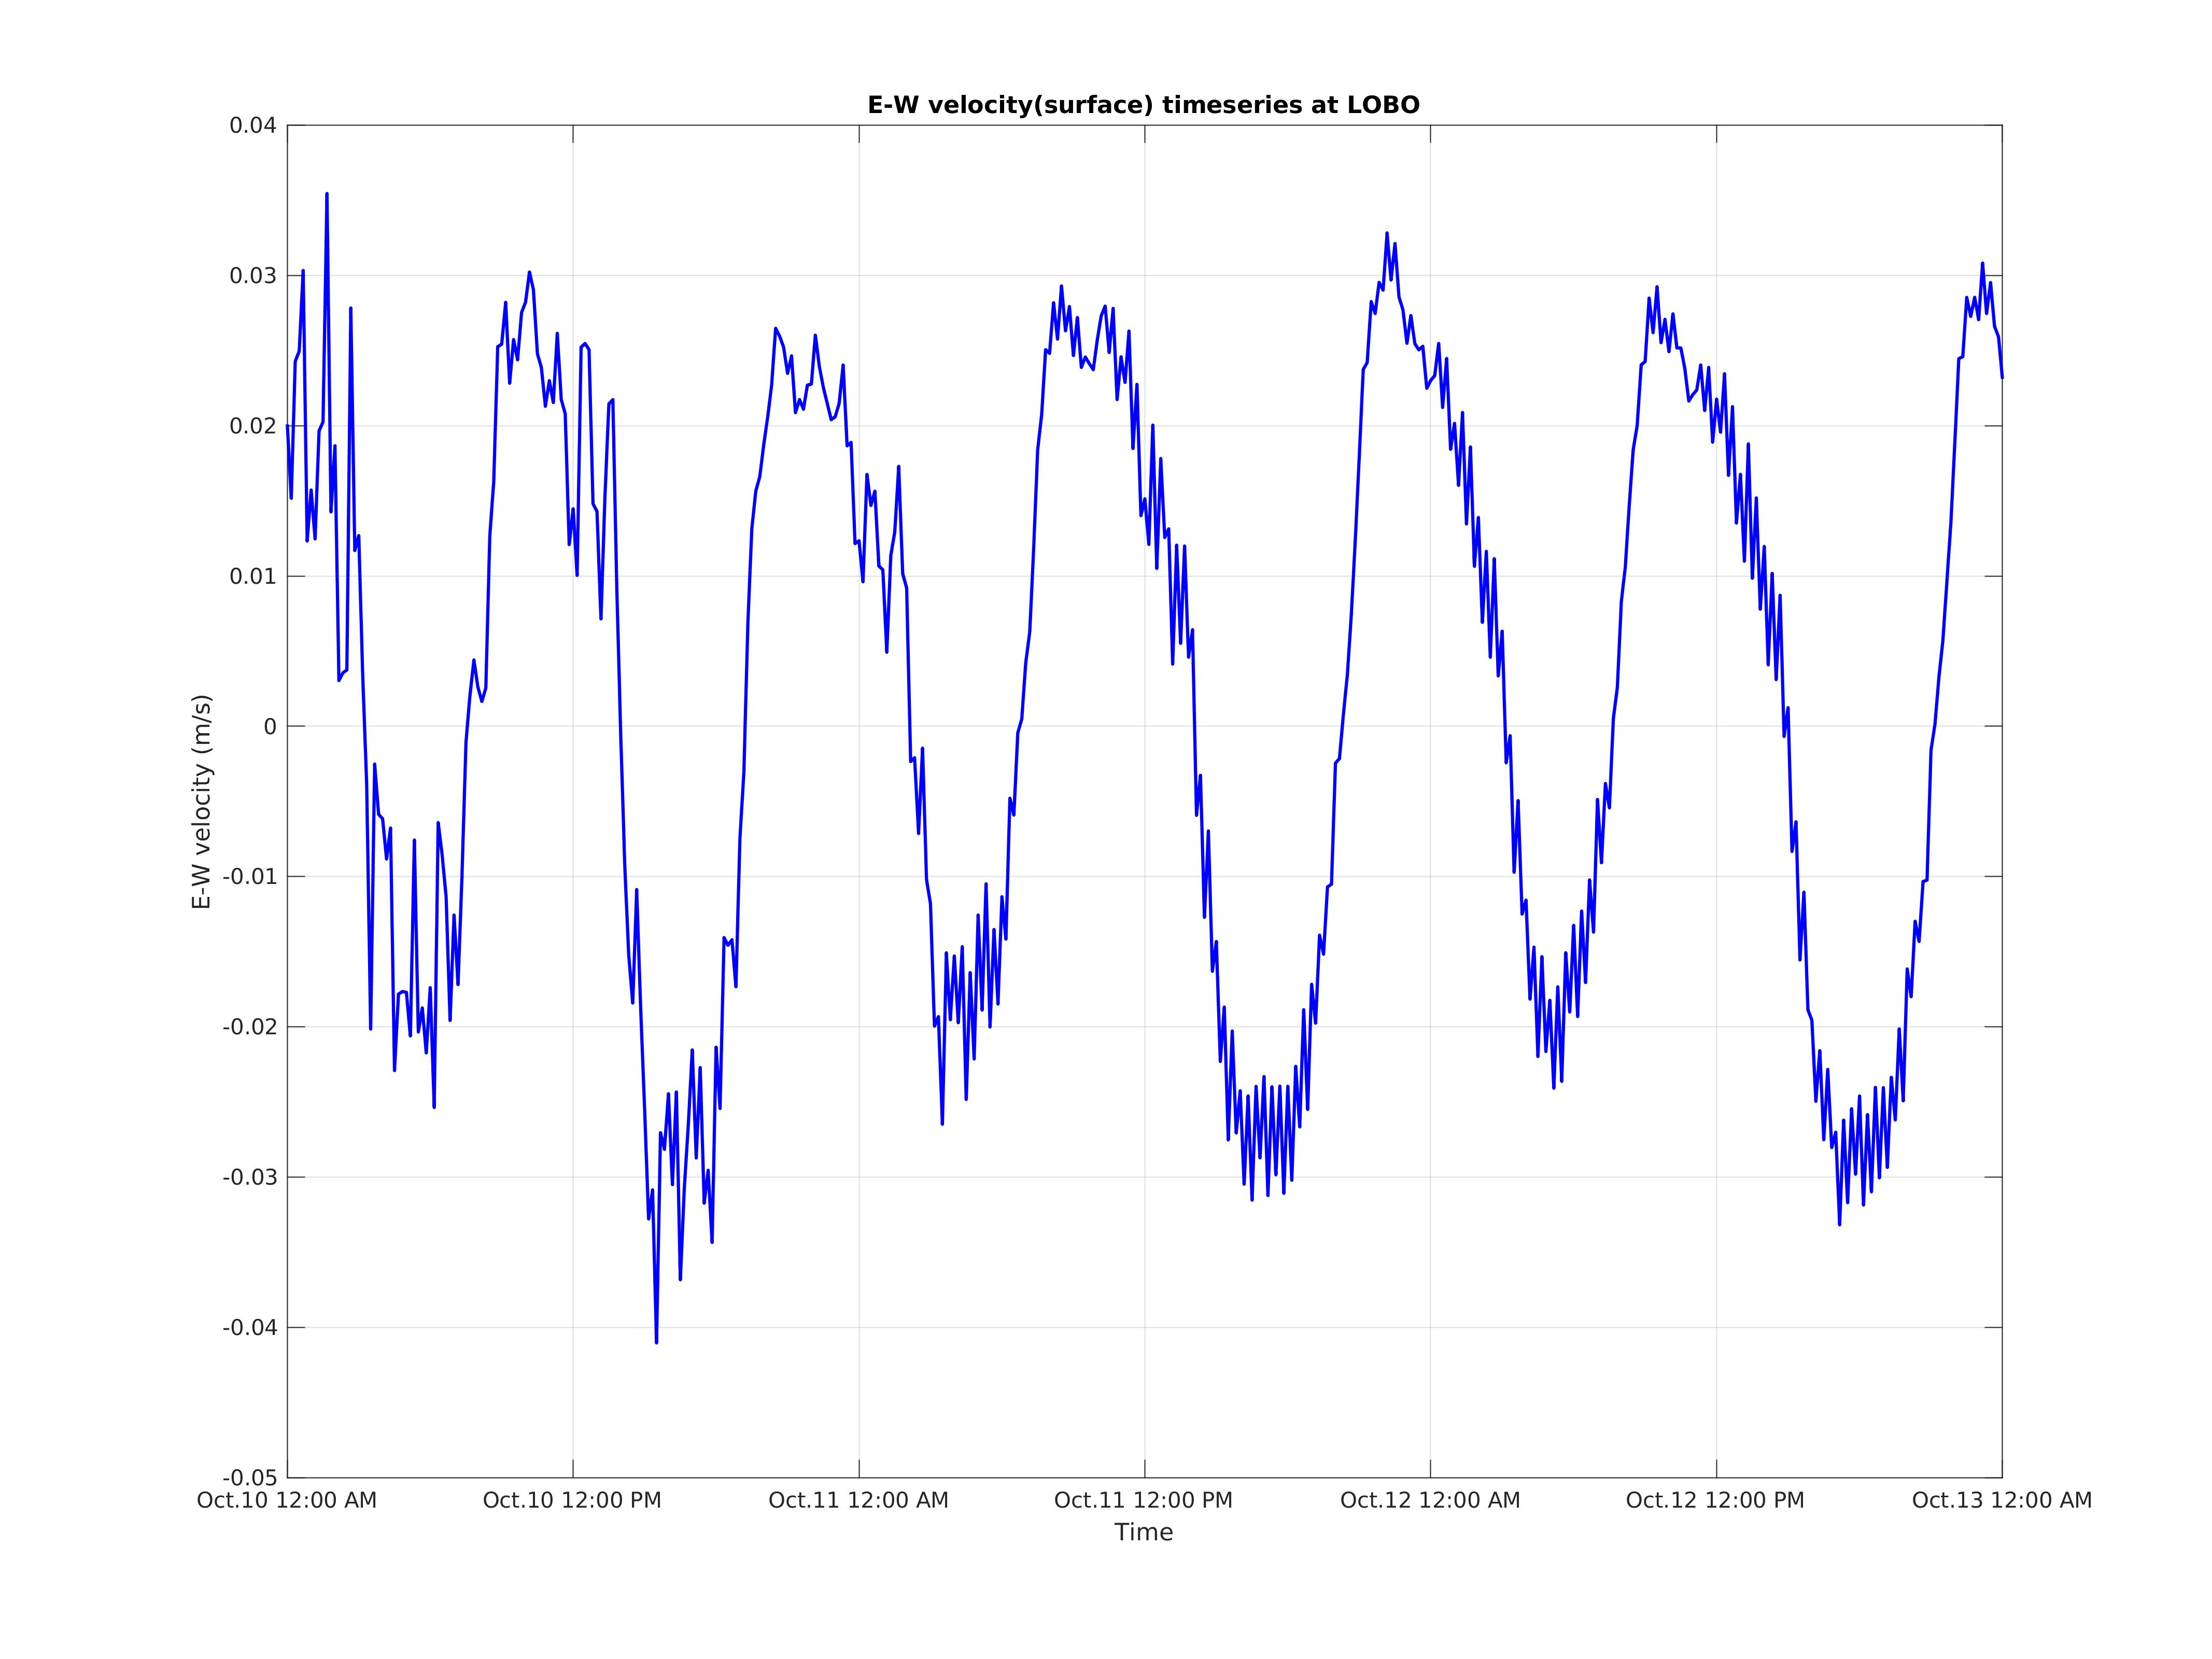 E-W velocity(surface) timeseries at LOBO
0.04
0.03
0.02
0.01
0
-0.01
-0.02
-0.03
-0.04
-0.05
E-W velocity (m/s)
Oct.10 12:00 AM
Oct.10 12:00 PM
Oct.11 12:00 AM
Oct.11 12:00 PM
Oct.12 12:00 AM
Oct.12 12:00 PM
Oct.13 12:00 AM
Time